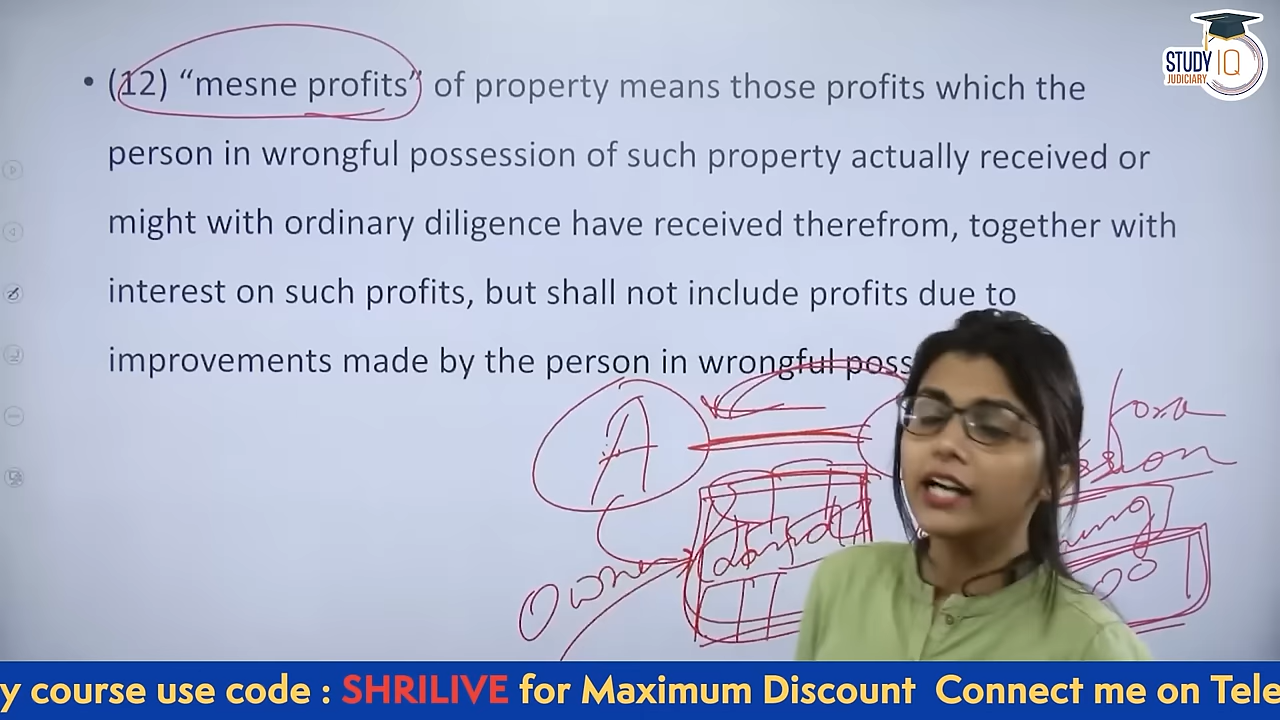 STUDY IQ
JUDICIARY
• (12) “mesne profits” of property means those profits which the
person in wrongful possession of such property actually received or
might with ordinary diligence have received therefrom, together with
interest on such profits, but shall not include profits due to
improvements made by the person in wrongful poss
A
Owner
land
y course use code : SHRILIVE for Maximum Discount Connect me on Tele